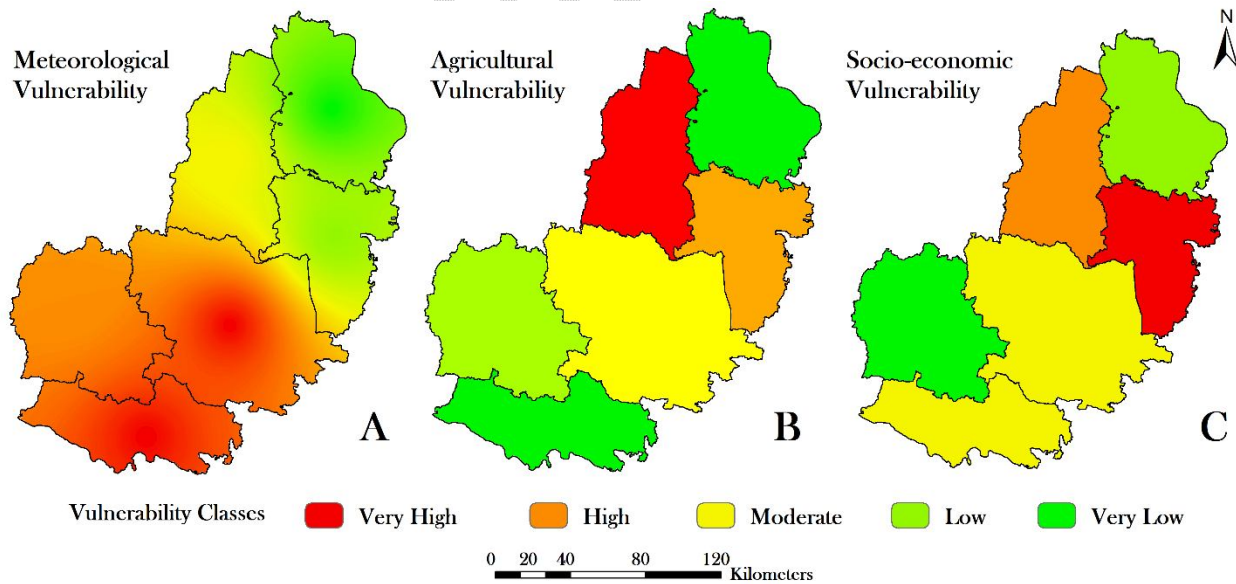 Meteorological
Vulnerability
A
Agricultural
Vulnerability
B
Socio-economic
Vulnerability
C
N
Vulnerability Classes
Very High
High
Moderate
Low
Very Low
0 20 40 80 120
Kilometers